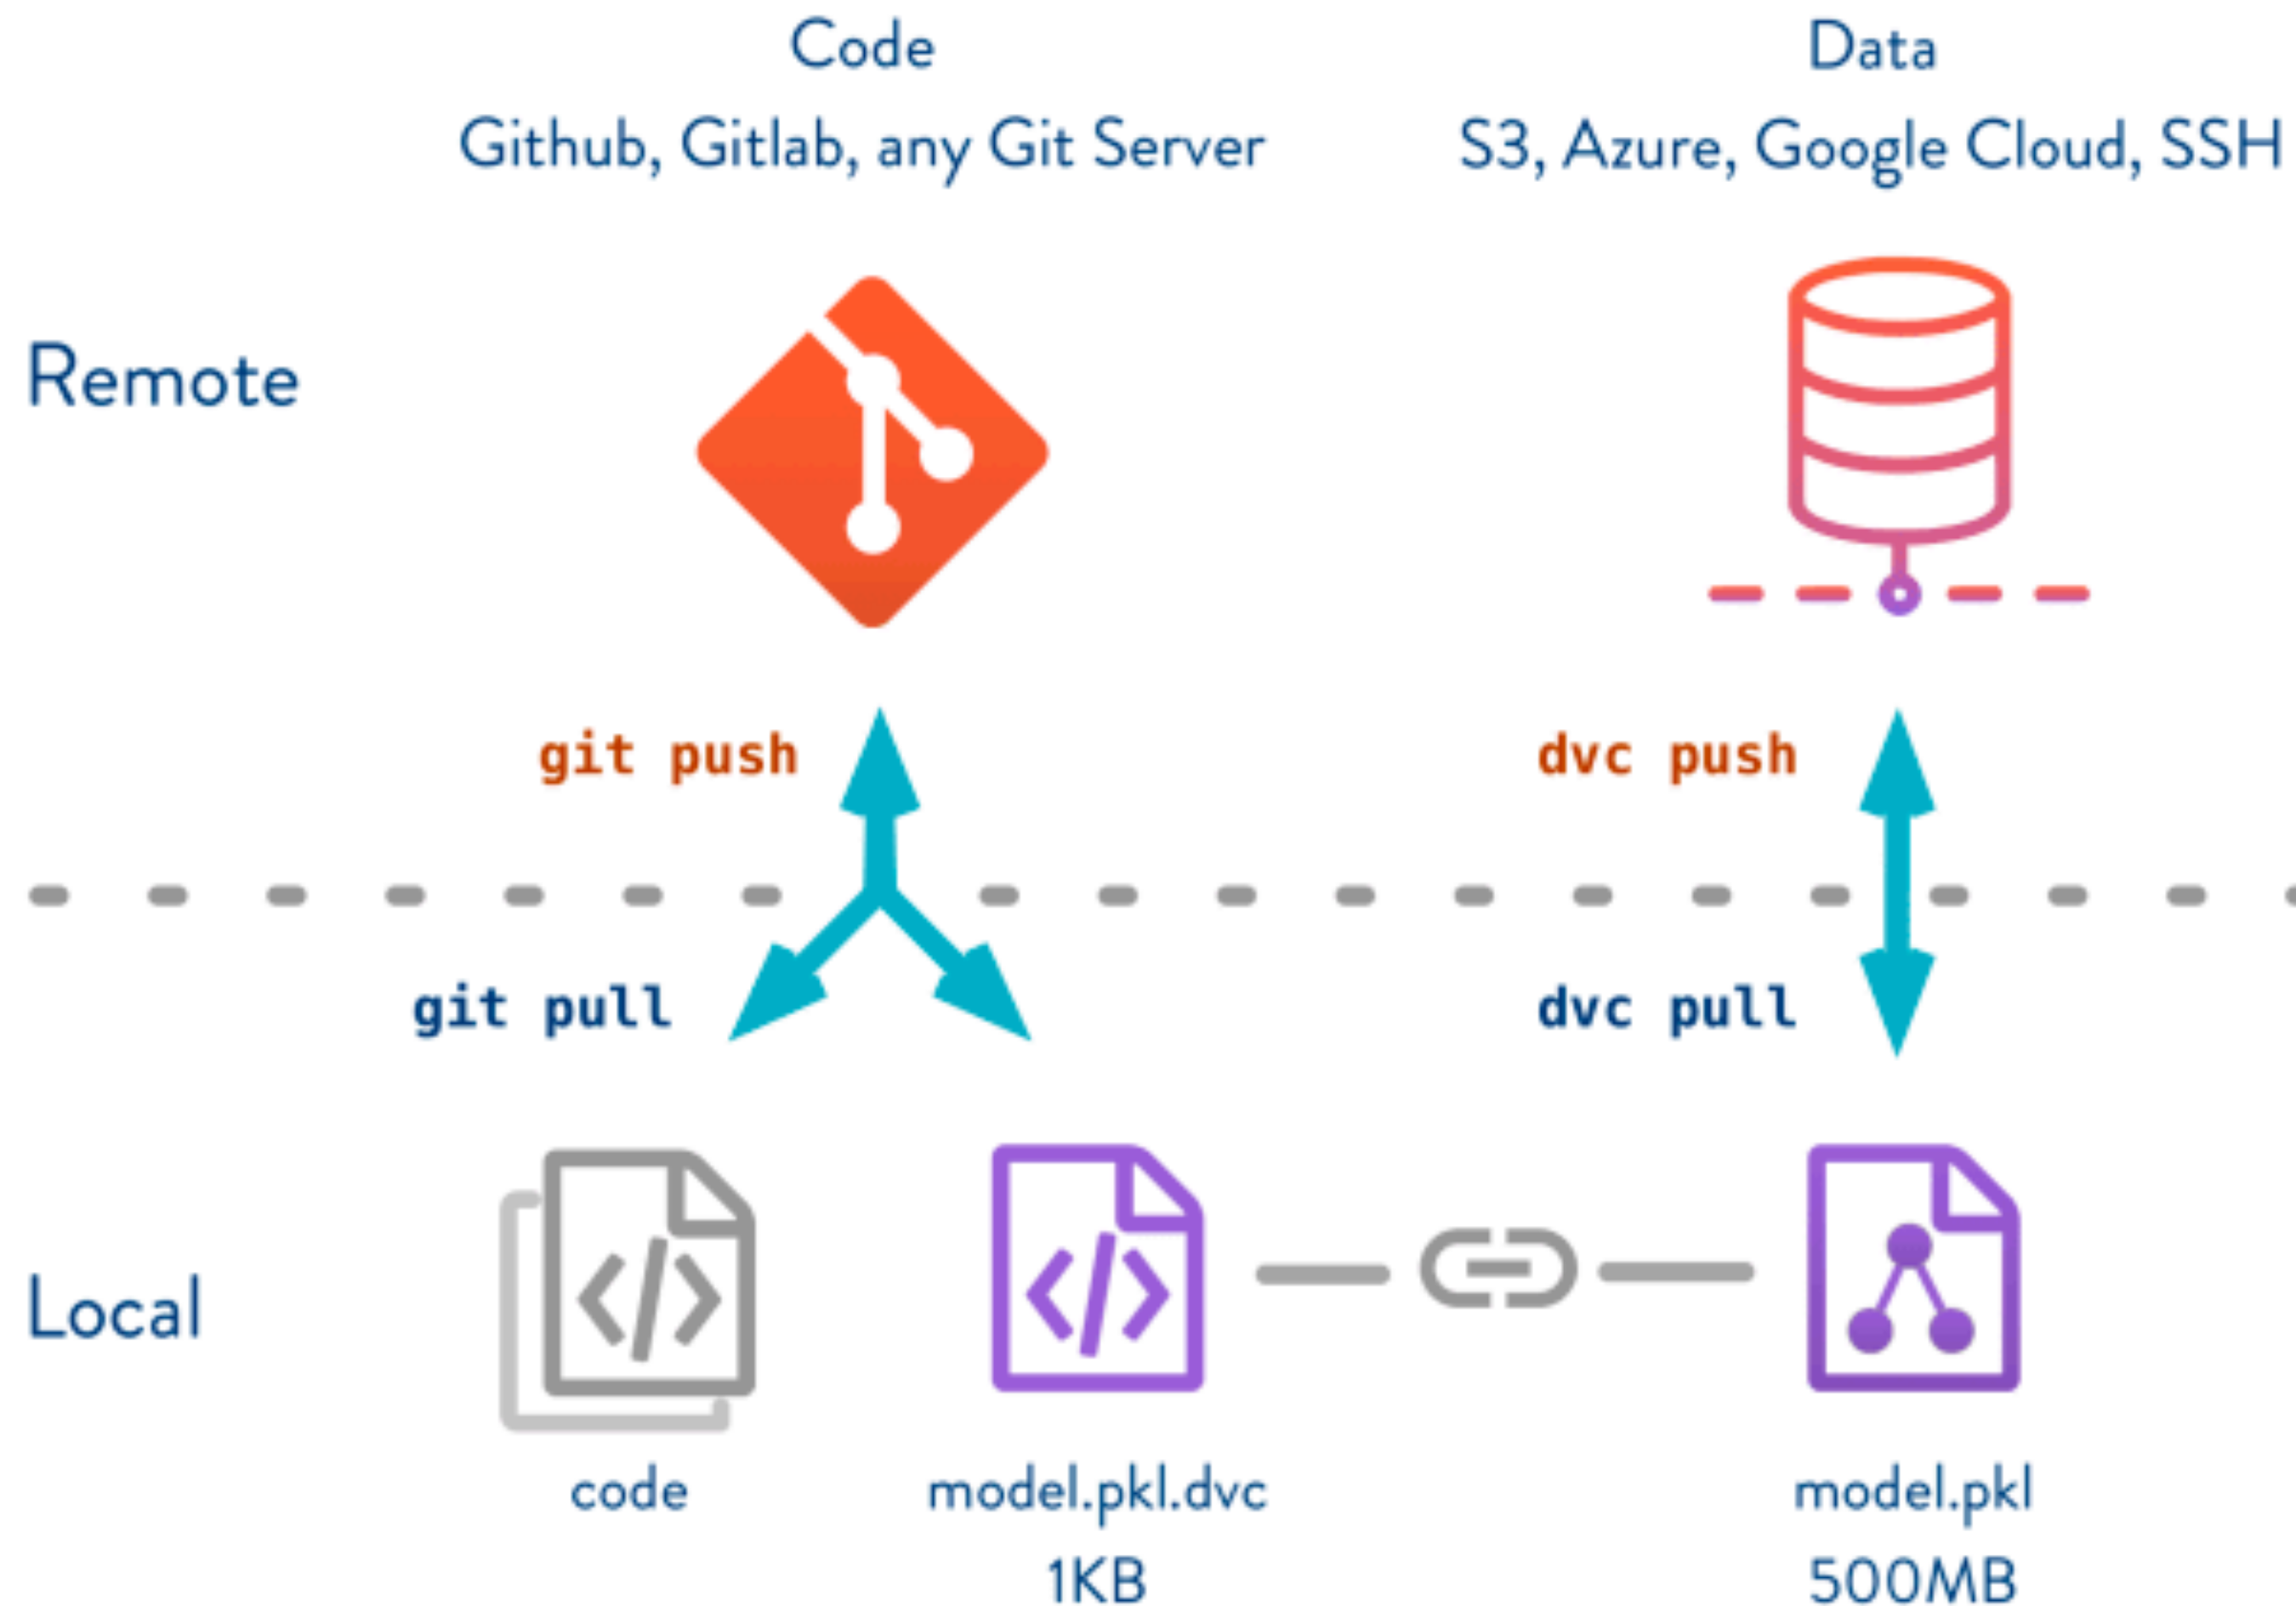 Code
Github, Gitlab, any Git Server
Data
S3, Azure, Google Cloud, SSH
Remote
git push
dvc push
git pull
dvc pull
Local
code
model.pkl.dvc
1KB
model.pkl
500MB